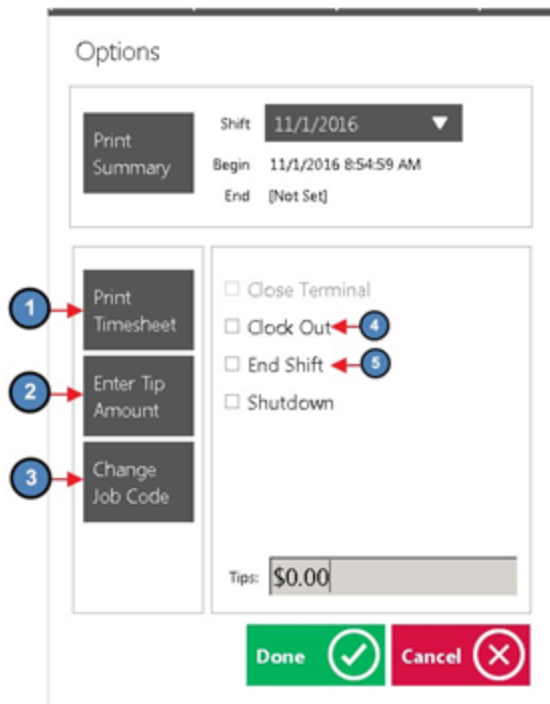 Options
Print
Summary
Shift 11/1/2016
Begin 11/1/2016 8:54:59 AM
End [Not Set]
1 Print
Timesheet
2 Enter Tip
Amount
3 Change
Job Code
Close Terminal
Clock Out 4
End Shift 5
Shutdown
Tips: $0.00
Done
Cancel